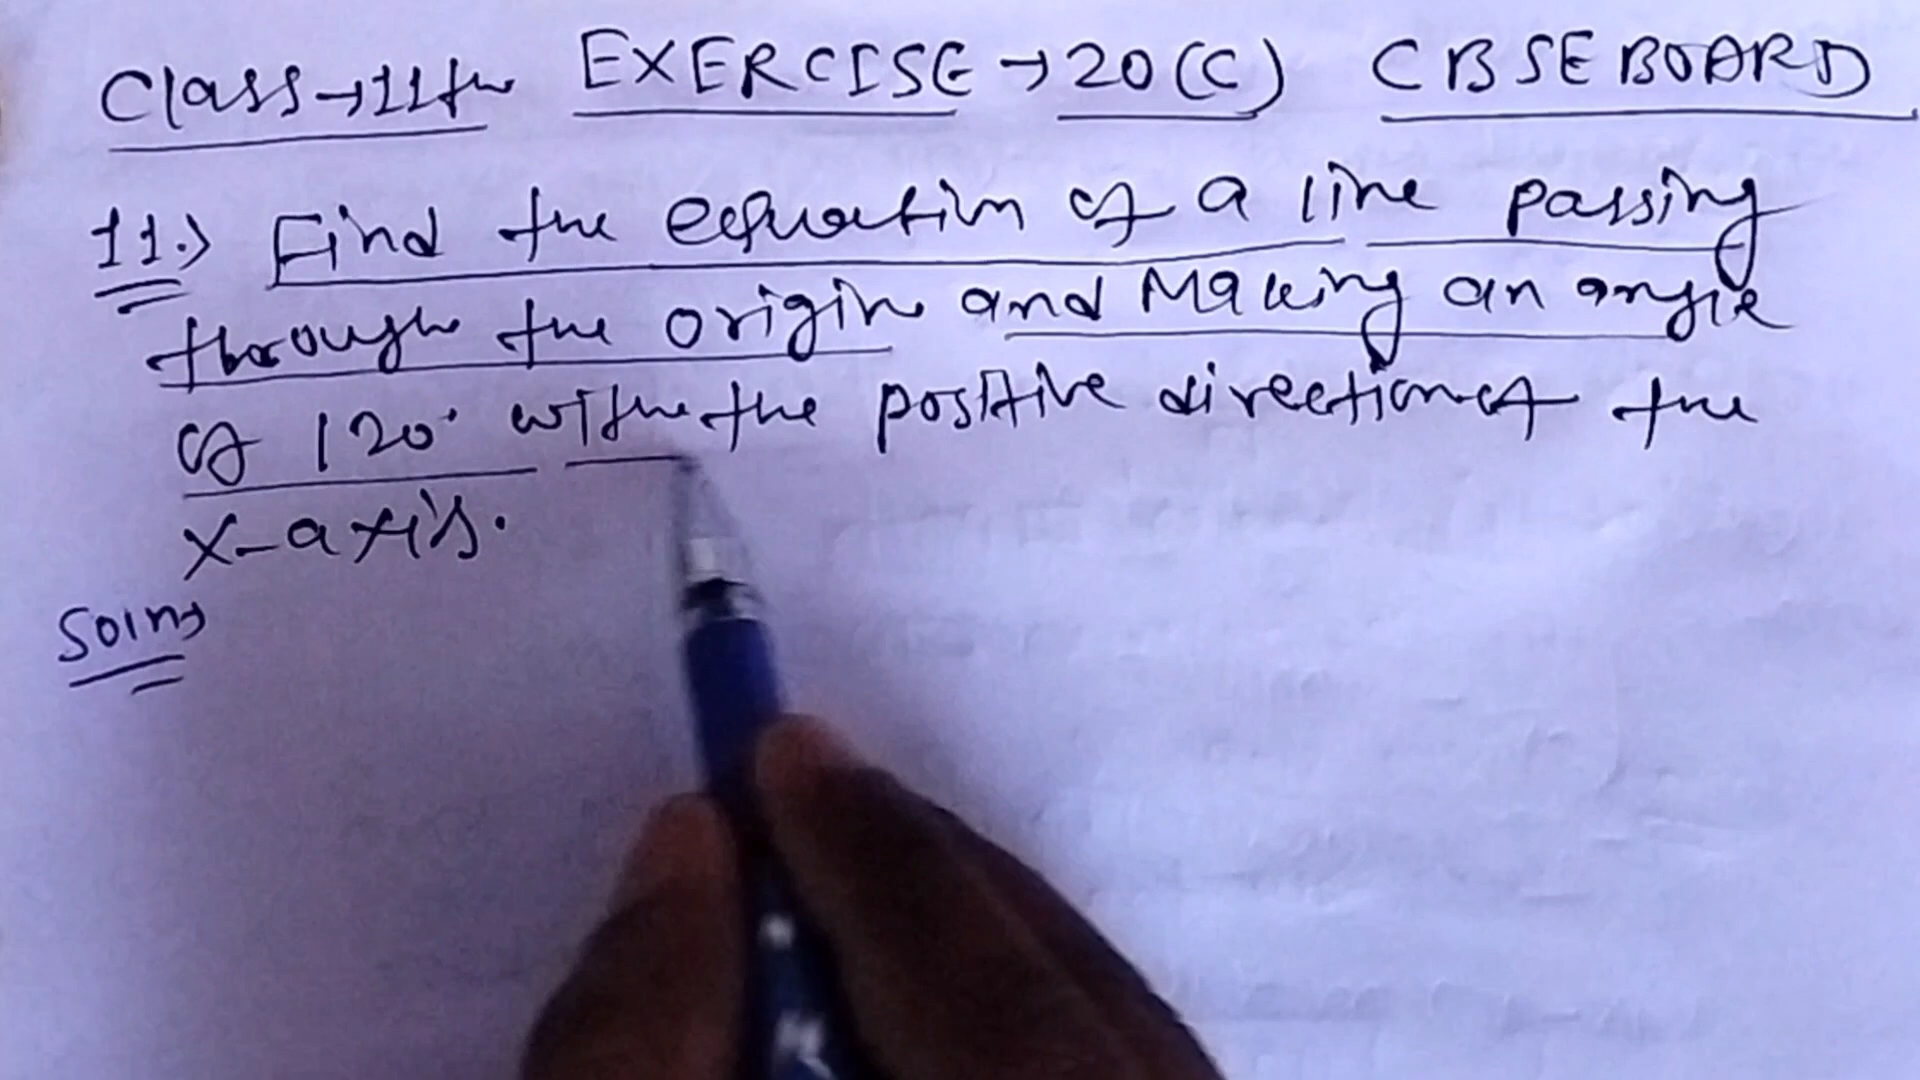 Class→11th EXERCISE→20(C) CBSE BOARD
11.) Find the equation of a line passing
through the origin and Making an angle
of 120° with the positive direction of the
x-axis.
Soln→